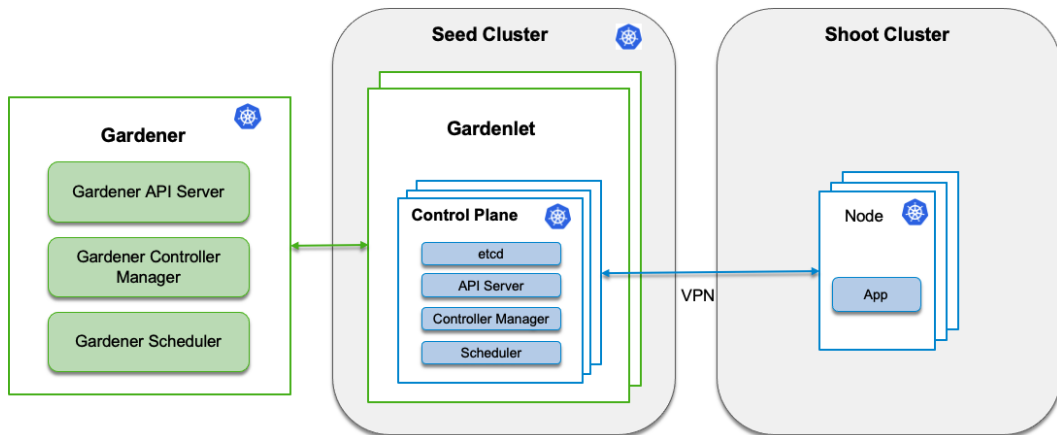 Gardener
Gardener API Server
Gardener Controller
Manager
Gardener Scheduler
Seed Cluster
Gardenlet
Control Plane
etcd
API Server
Controller Manager
Scheduler
VPN
Shoot Cluster
Node
App